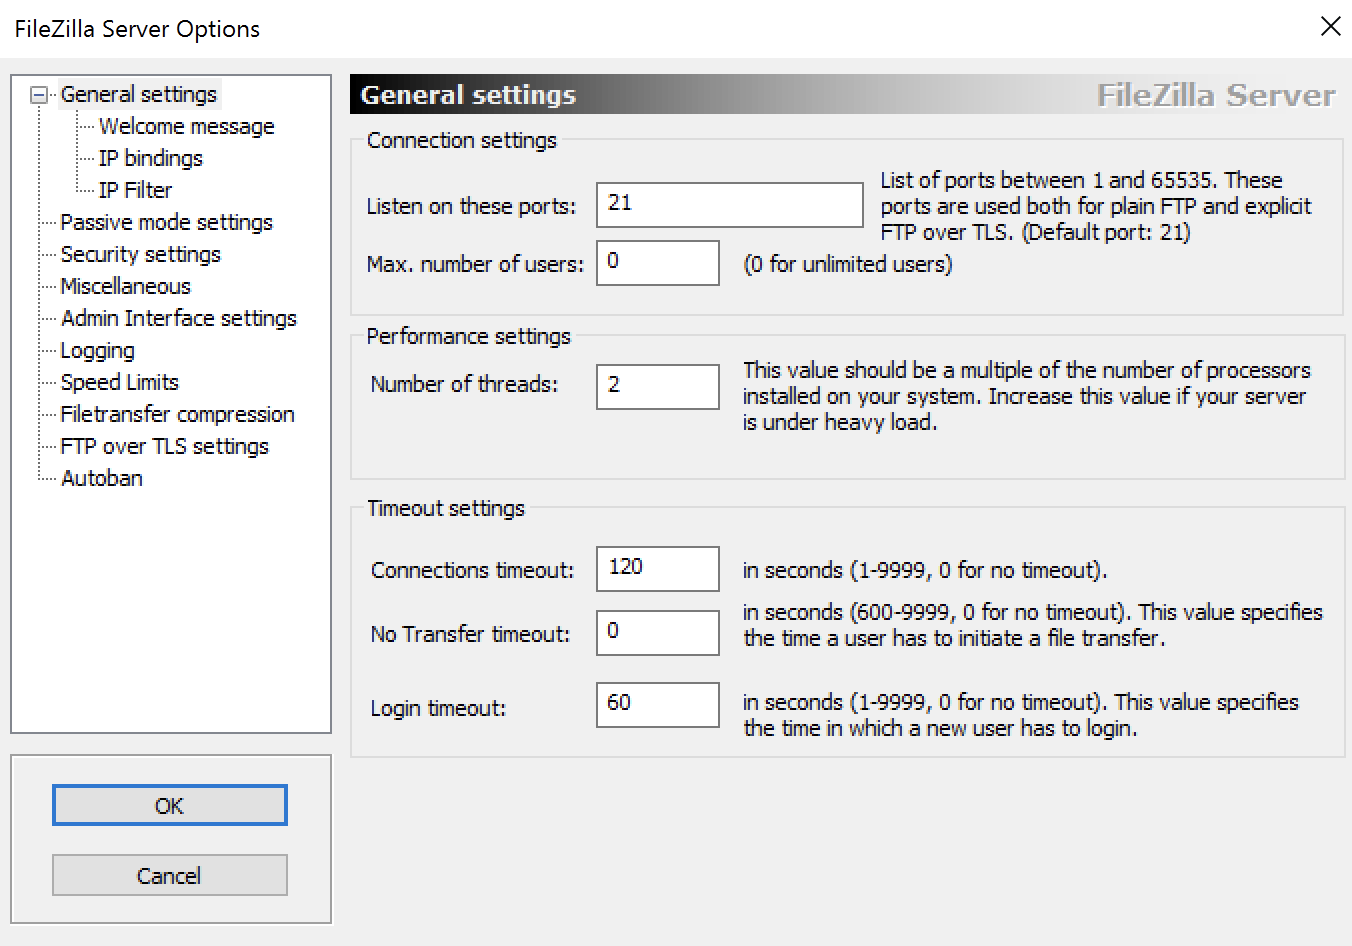 FileZilla Server Options
General settings
Welcome message
IP bindings
IP Filter
Passive mode settings
Security settings
Miscellaneous
Admin Interface settings
Logging
Speed Limits
Filetransfer compression
FTP over TLS settings
Autoban
OK
Cancel
General settings
FileZilla Server
Connection settings
Listen on these ports:
21
List of ports between 1 and 65535. These
ports are used both for plain FTP and explicit
FTP over TLS. (Default port: 21)
Max. number of users:
0
(0 for unlimited users)
Performance settings
Number of threads:
2
This value should be a multiple of the number of processors
installed on your system. Increase this value if your server
is under heavy load.
Timeout settings
Connections timeout:
120
in seconds (1-9999, 0 for no timeout).
No Transfer timeout:
0
in seconds (600-9999, 0 for no timeout). This value specifies
the time a user has to initiate a file transfer.
Login timeout:
60
in seconds (1-9999, 0 for no timeout). This value specifies
the time in which a new user has to login.